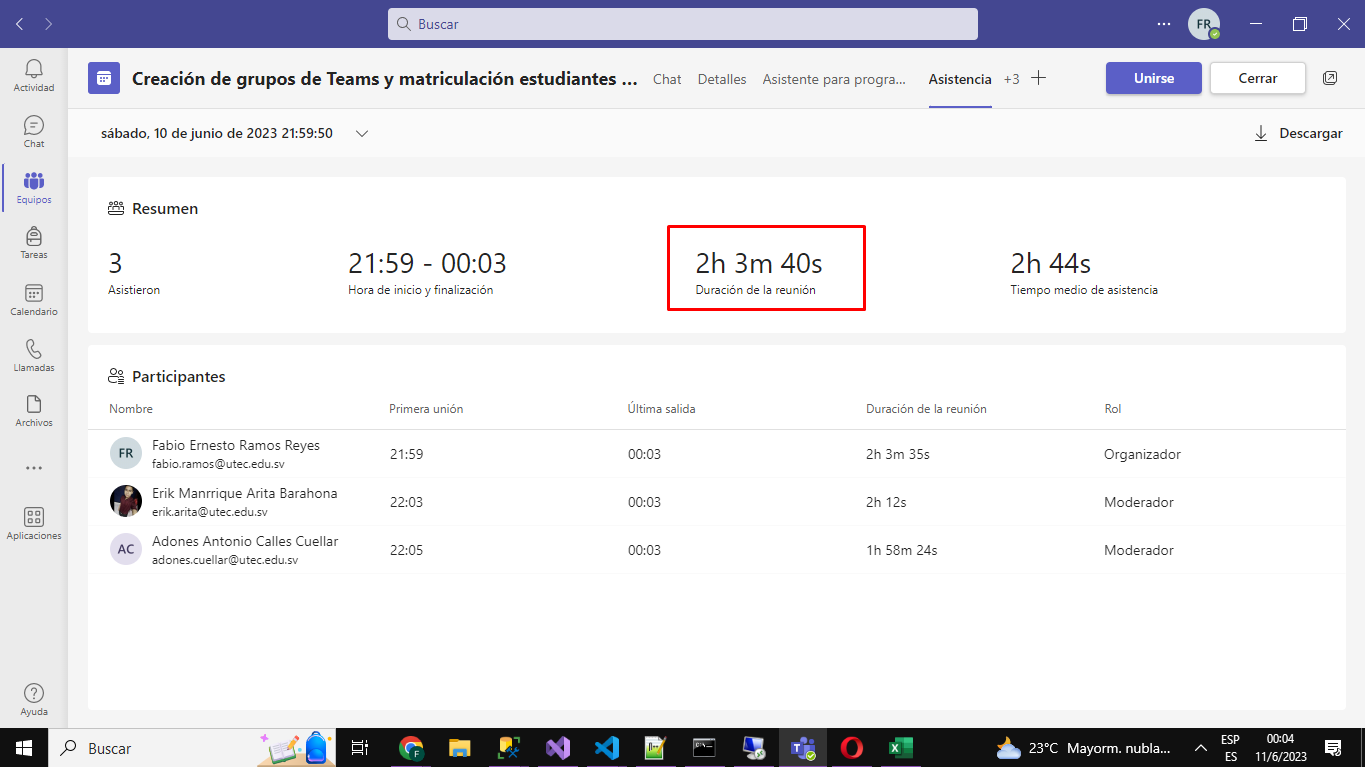 Buscar
FR
Actividad
Chat
Equipos
Tareas
Calendario
Llamadas
Archivos
Aplicaciones
Ayuda
Creación de grupos de Teams y matriculación estudiantes ...
Chat
Detalles
Asistente para progra...
Asistencia
+3
Unirse
Cerrar
sábado, 10 de junio de 2023 21:59:50
Descargar
Resumen
3
Asistieron
21:59 - 00:03
Hora de inicio y finalización
2h 3m 40s
Duración de la reunión
2h 44s
Tiempo medio de asistencia
Participantes
Nombre Primera unión Última salida Duración de la reunión Rol
FR
Fabio Ernesto Ramos Reyes
fabio.ramos@utec.edu.sv
21:59 00:03 2h 3m 35s Organizador
Erik Manrrique Arita Barahona
erik.arita@utec.edu.sv
22:03 00:03 2h 12s Moderador
AC
Adones Antonio Calles Cuellar
adones.cuellar@utec.edu.sv
22:05 00:03 1h 58m 24s Moderador
Buscar
23°C Mayorm. nubla...
ESP
ES
00:04
11/6/2023